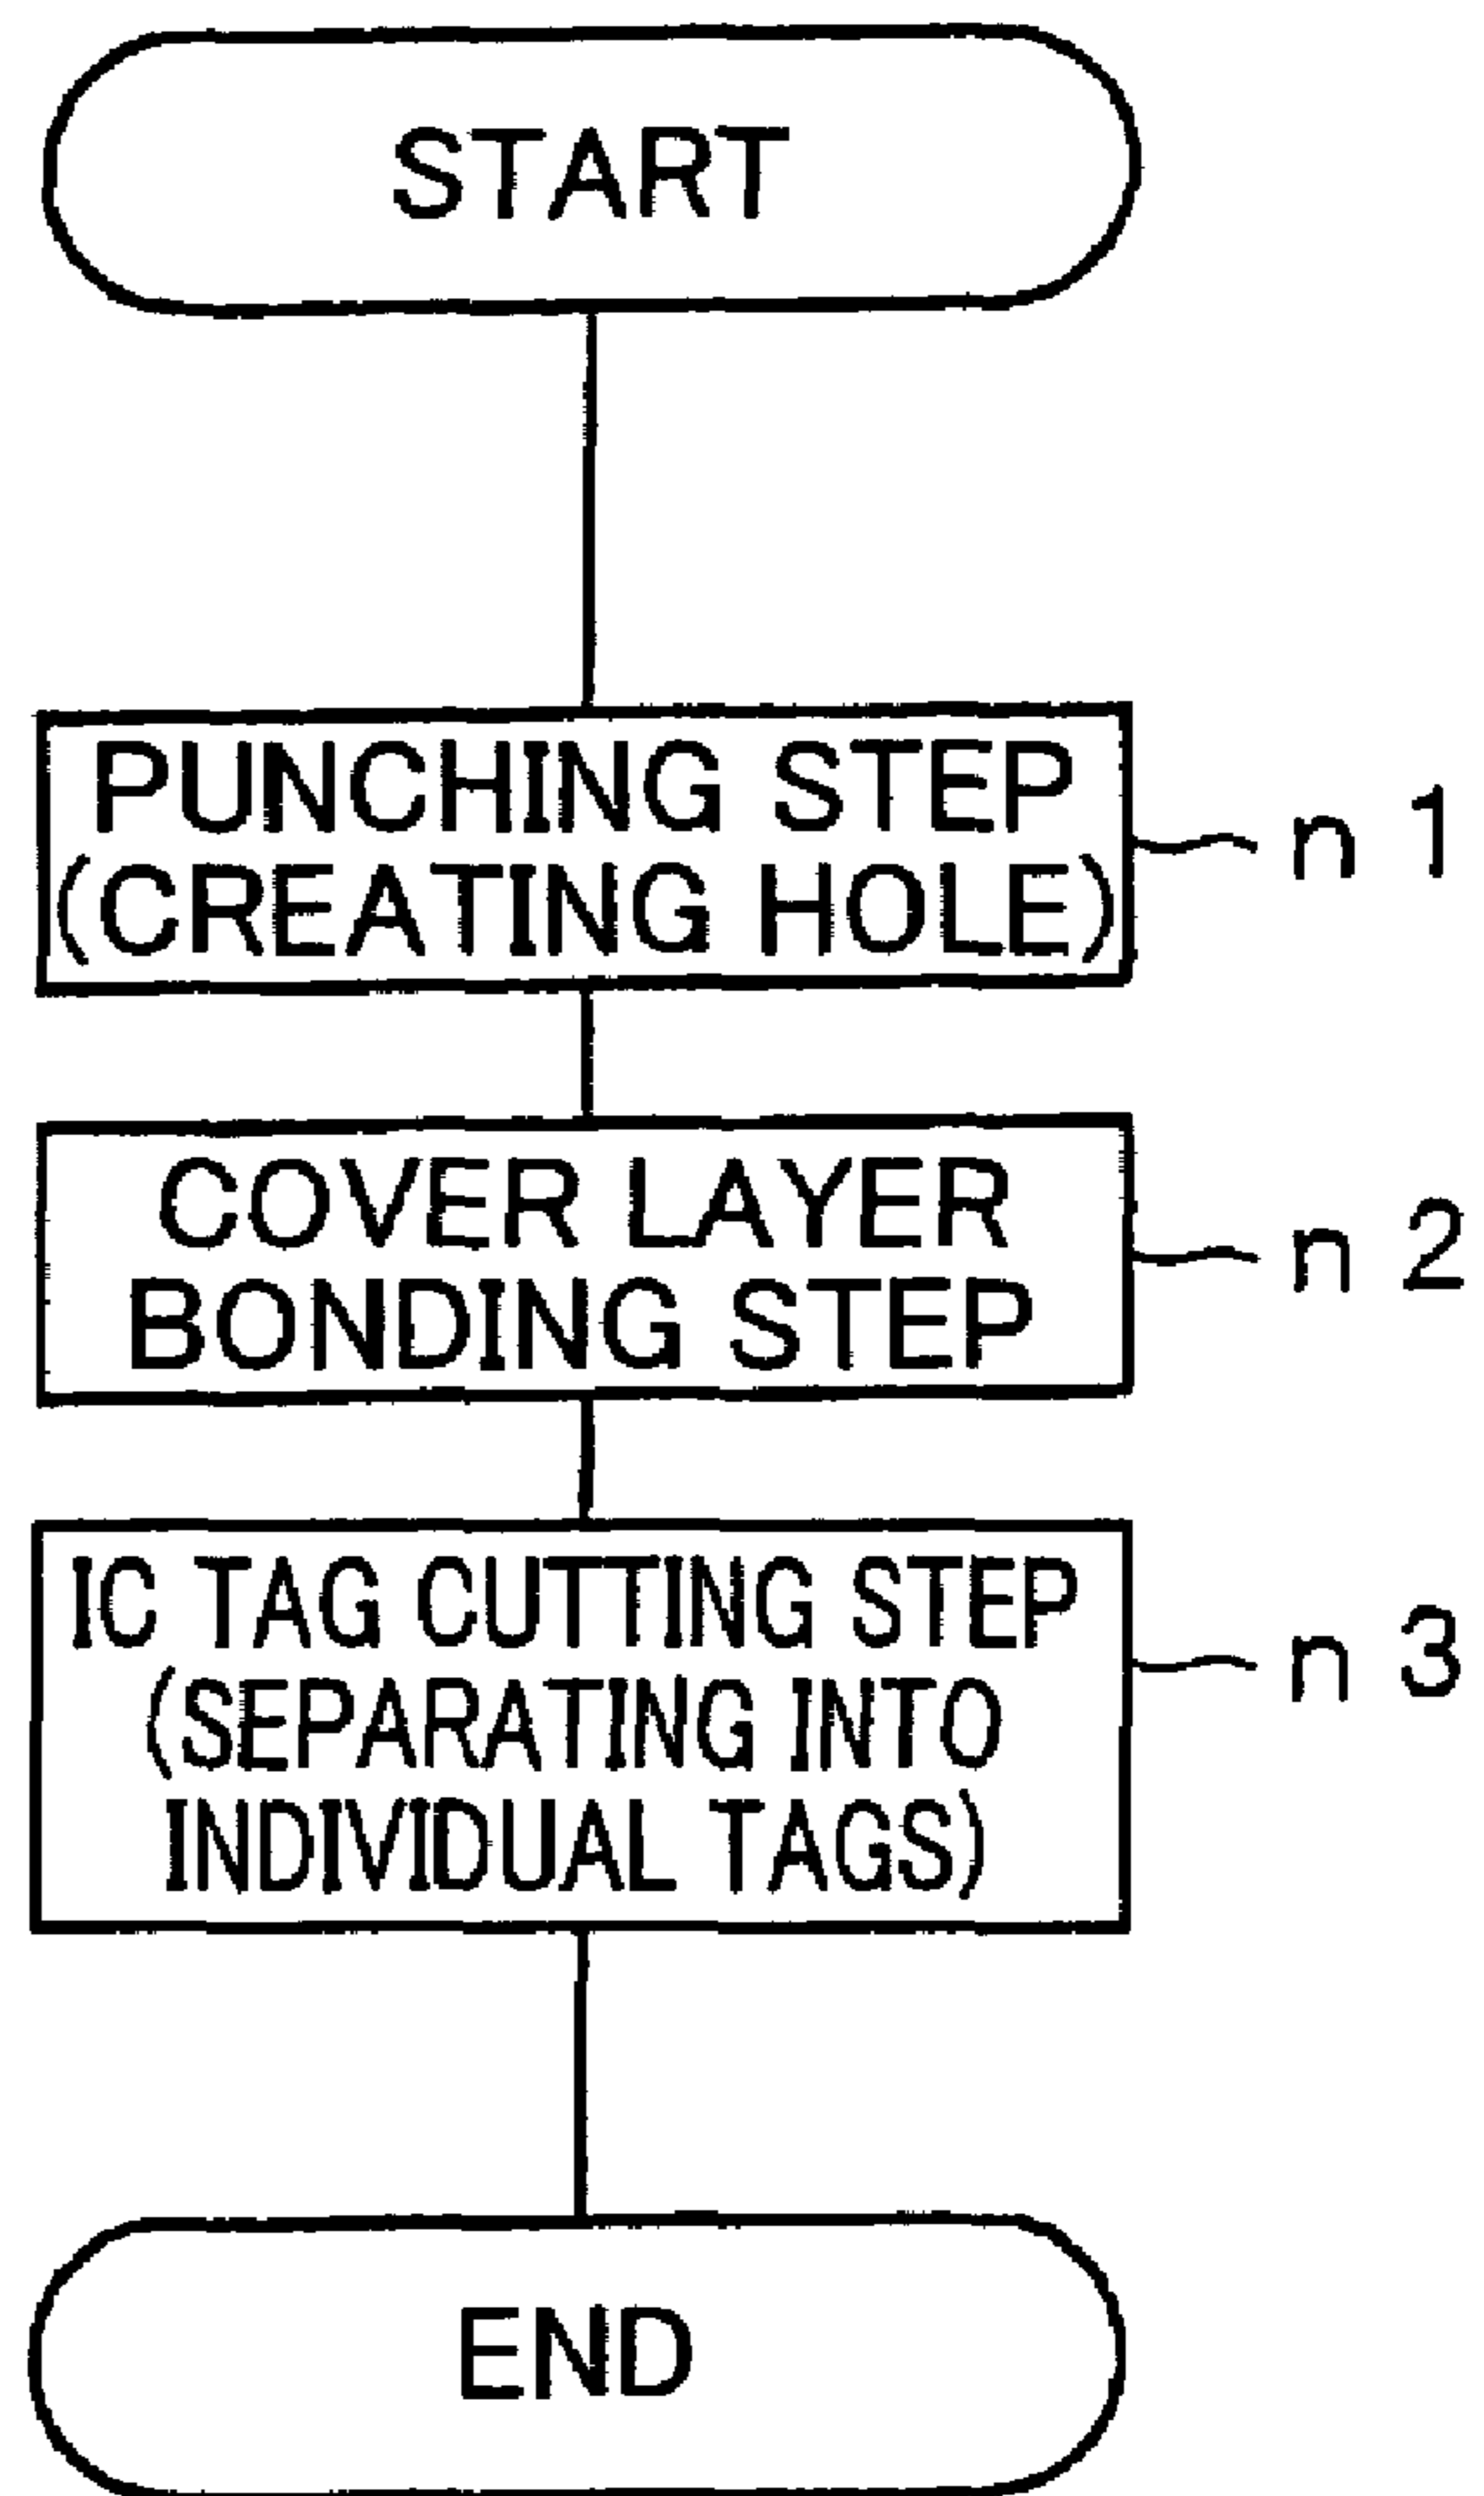 START
PUNCHING STEP
(CREATING HOLE)
n 1
COVER LAYER
BONDING STEP
n 2
IC TAG CUTTING STEP
(SEPARATING INTO
INDIVIDUAL TAGS)
n 3
END